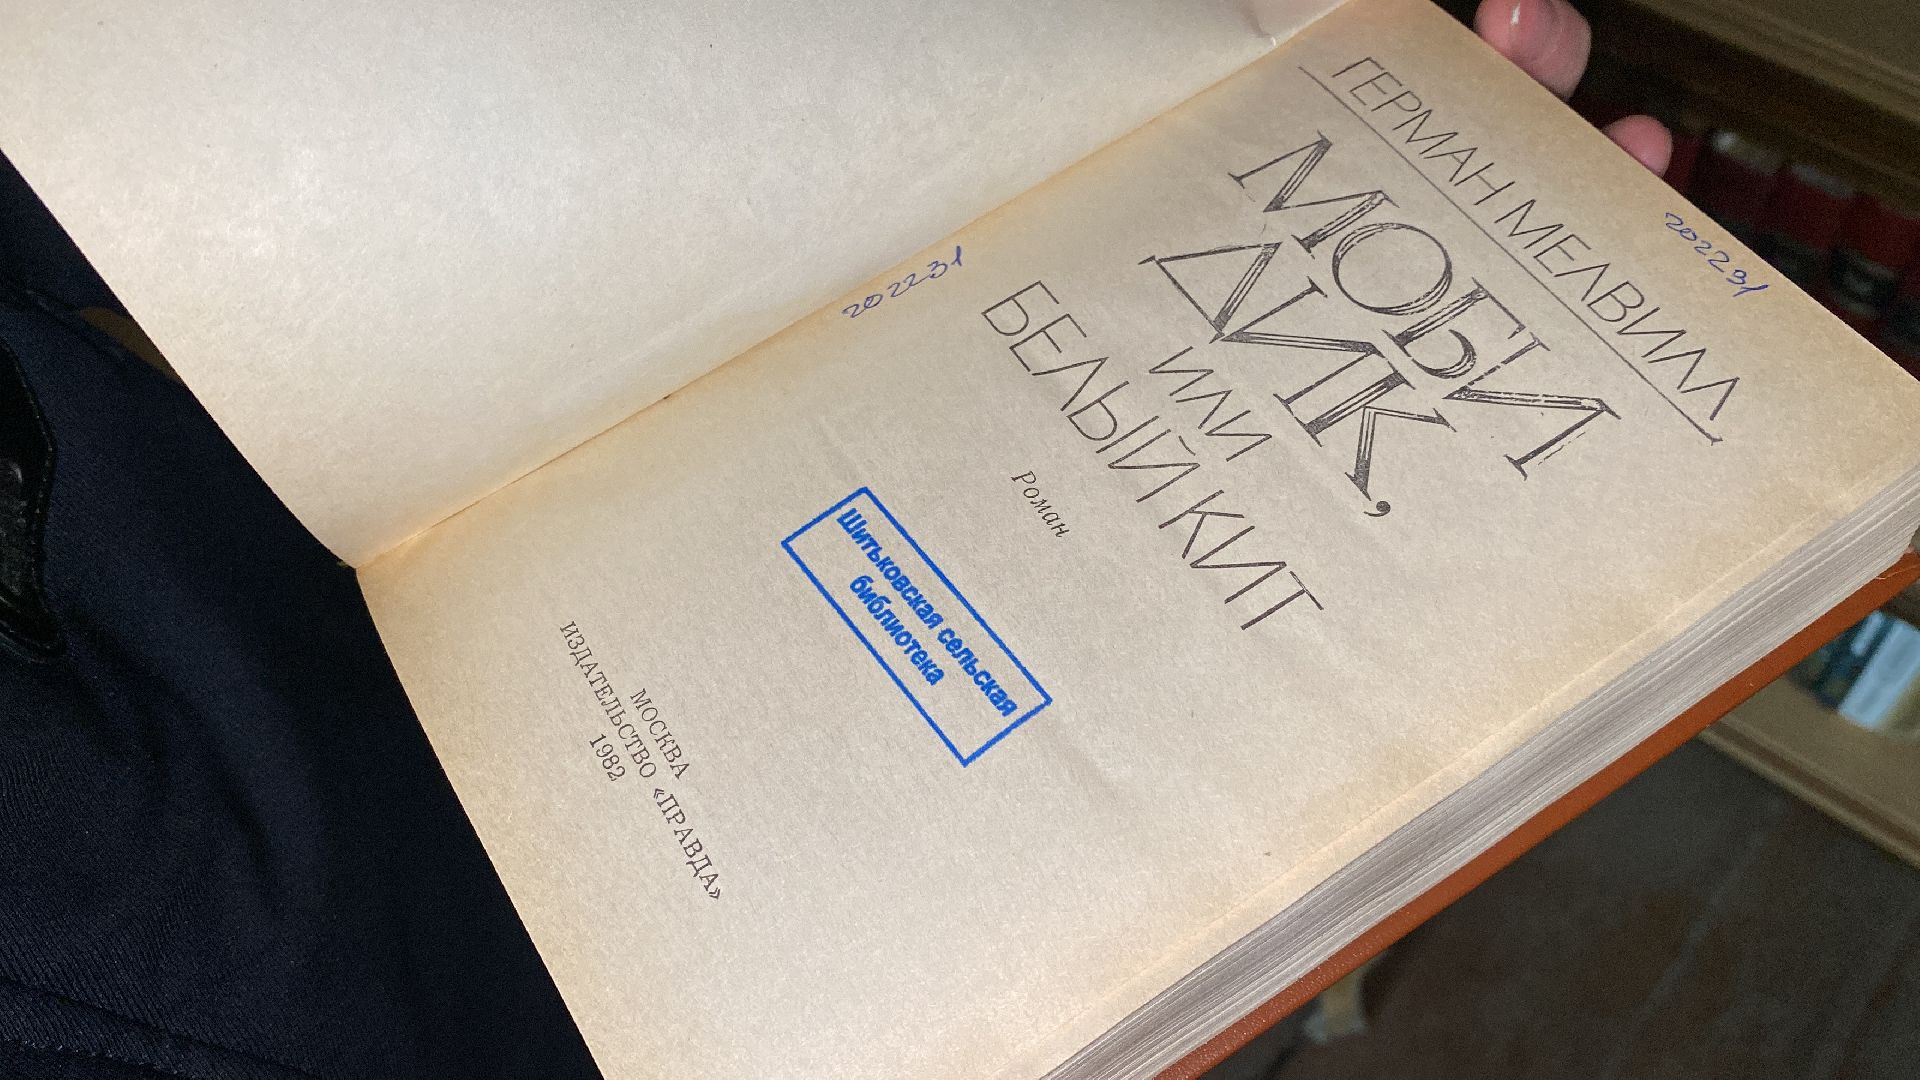 ГЕРМАН МЕЛВИЛЛ
202231
МОБИ
ДИК,
ИЛИ
БЕЛЫЙ КИТ
202231
Роман
Шитьковская сельская
библиотека
МОСКВА
ИЗДАТЕЛЬСТВО «ПРАВДА»
1982